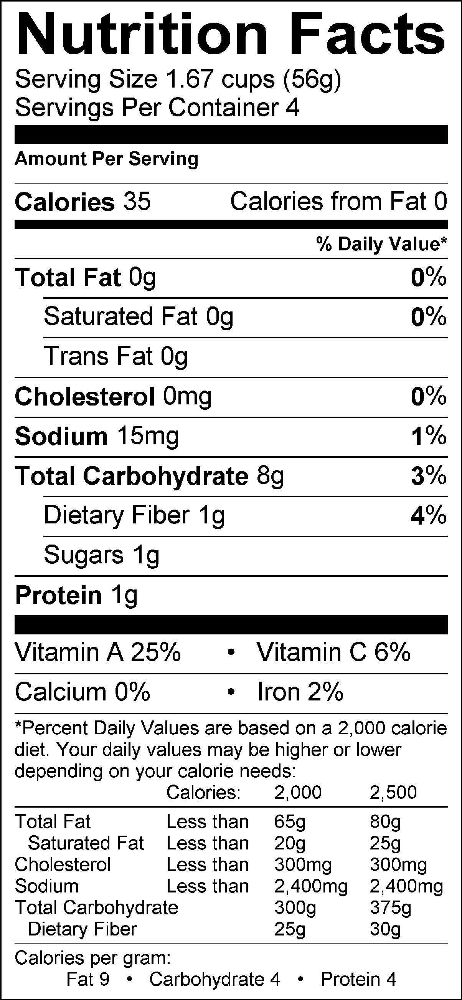 Nutrition Facts
Serving Size 1.67 cups (56g)
Servings Per Container 4
Amount Per Serving
Calories 35 Calories from Fat 0
% Daily Value*
Total Fat 0g 0%
Saturated Fat 0g 0%
Trans Fat 0g
Cholesterol 0mg 0%
Sodium 15mg 1%
Total Carbohydrate 8g 3%
Dietary Fiber 1g 4%
Sugars 1g
Protein 1g
Vitamin A 25% • Vitamin C 6%
Calcium 0% • Iron 2%
*Percent Daily Values are based on a 2,000 calorie
diet. Your daily values may be higher or lower
depending on your calorie needs:
Calories: 2,000 2,500
Total Fat Less than 65g 80g
Saturated Fat Less than 20g 25g
Cholesterol Less than 300mg 300mg
Sodium Less than 2,400mg 2,400mg
Total Carbohydrate 300g 375g
Dietary Fiber 25g 30g
Calories per gram:
Fat 9 • Carbohydrate 4 • Protein 4